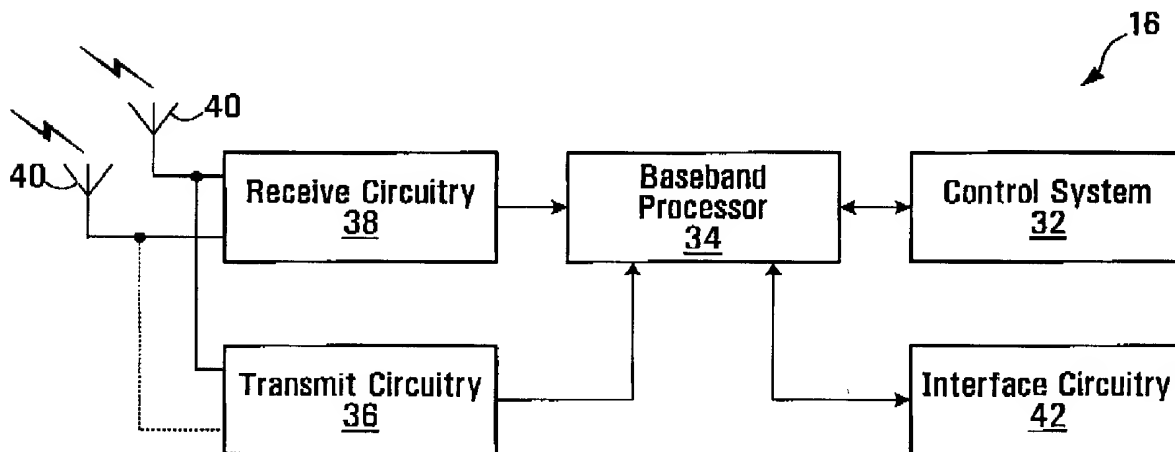 16
40
40
Receive Circuitry
38
Baseband
Processor
34
Control System
32
Transmit Circuitry
36
Interface Circuitry
42